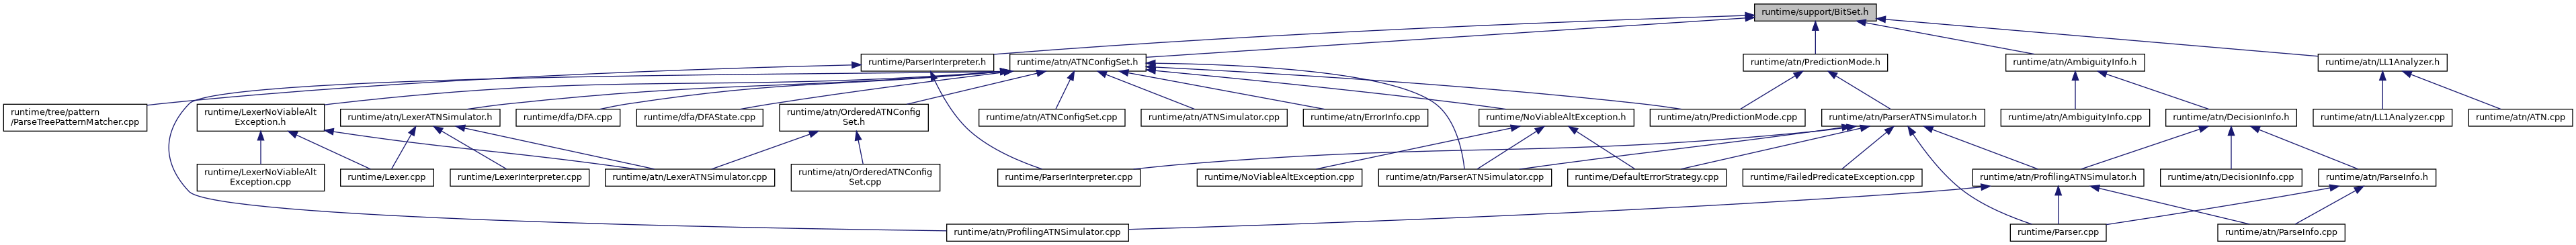 runtime/support/BitSet.h
runtime/ParserInterpreter.h
runtime/atn/ATNConfigSet.h
runtime/atn/PredictionMode.h
runtime/atn/AmbiguityInfo.h
runtime/atn/LL1Analyzer.h
runtime/tree/pattern
/ParseTreePatternMatcher.cpp
runtime/LexerNoViableAlt
Exception.h
runtime/atn/LexerATNSimulator.h
runtime/dfa/DFA.cpp
runtime/dfa/DFAState.cpp
runtime/atn/OrderedATNConfig
Set.h
runtime/atn/ATNConfigSet.cpp
runtime/atn/ATNSimulator.cpp
runtime/atn/ErrorInfo.cpp
runtime/NoViableAltException.h
runtime/atn/PredictionMode.cpp
runtime/atn/ParserATNSimulator.h
runtime/atn/AmbiguityInfo.cpp
runtime/atn/DecisionInfo.h
runtime/atn/LL1Analyzer.cpp
runtime/atn/ATN.cpp
runtime/LexerNoViableAlt
Exception.cpp
runtime/Lexer.cpp
runtime/LexerInterpreter.cpp
runtime/atn/LexerATNSimulator.cpp
runtime/atn/OrderedATNConfig
Set.cpp
runtime/ParserInterpreter.cpp
runtime/NoViableAltException.cpp
runtime/atn/ParserATNSimulator.cpp
runtime/DefaultErrorStrategy.cpp
runtime/FailedPredicateException.cpp
runtime/atn/ProfilingATNSimulator.h
runtime/atn/DecisionInfo.cpp
runtime/atn/ParseInfo.h
runtime/atn/ProfilingATNSimulator.cpp
runtime/Parser.cpp
runtime/atn/ParseInfo.cpp